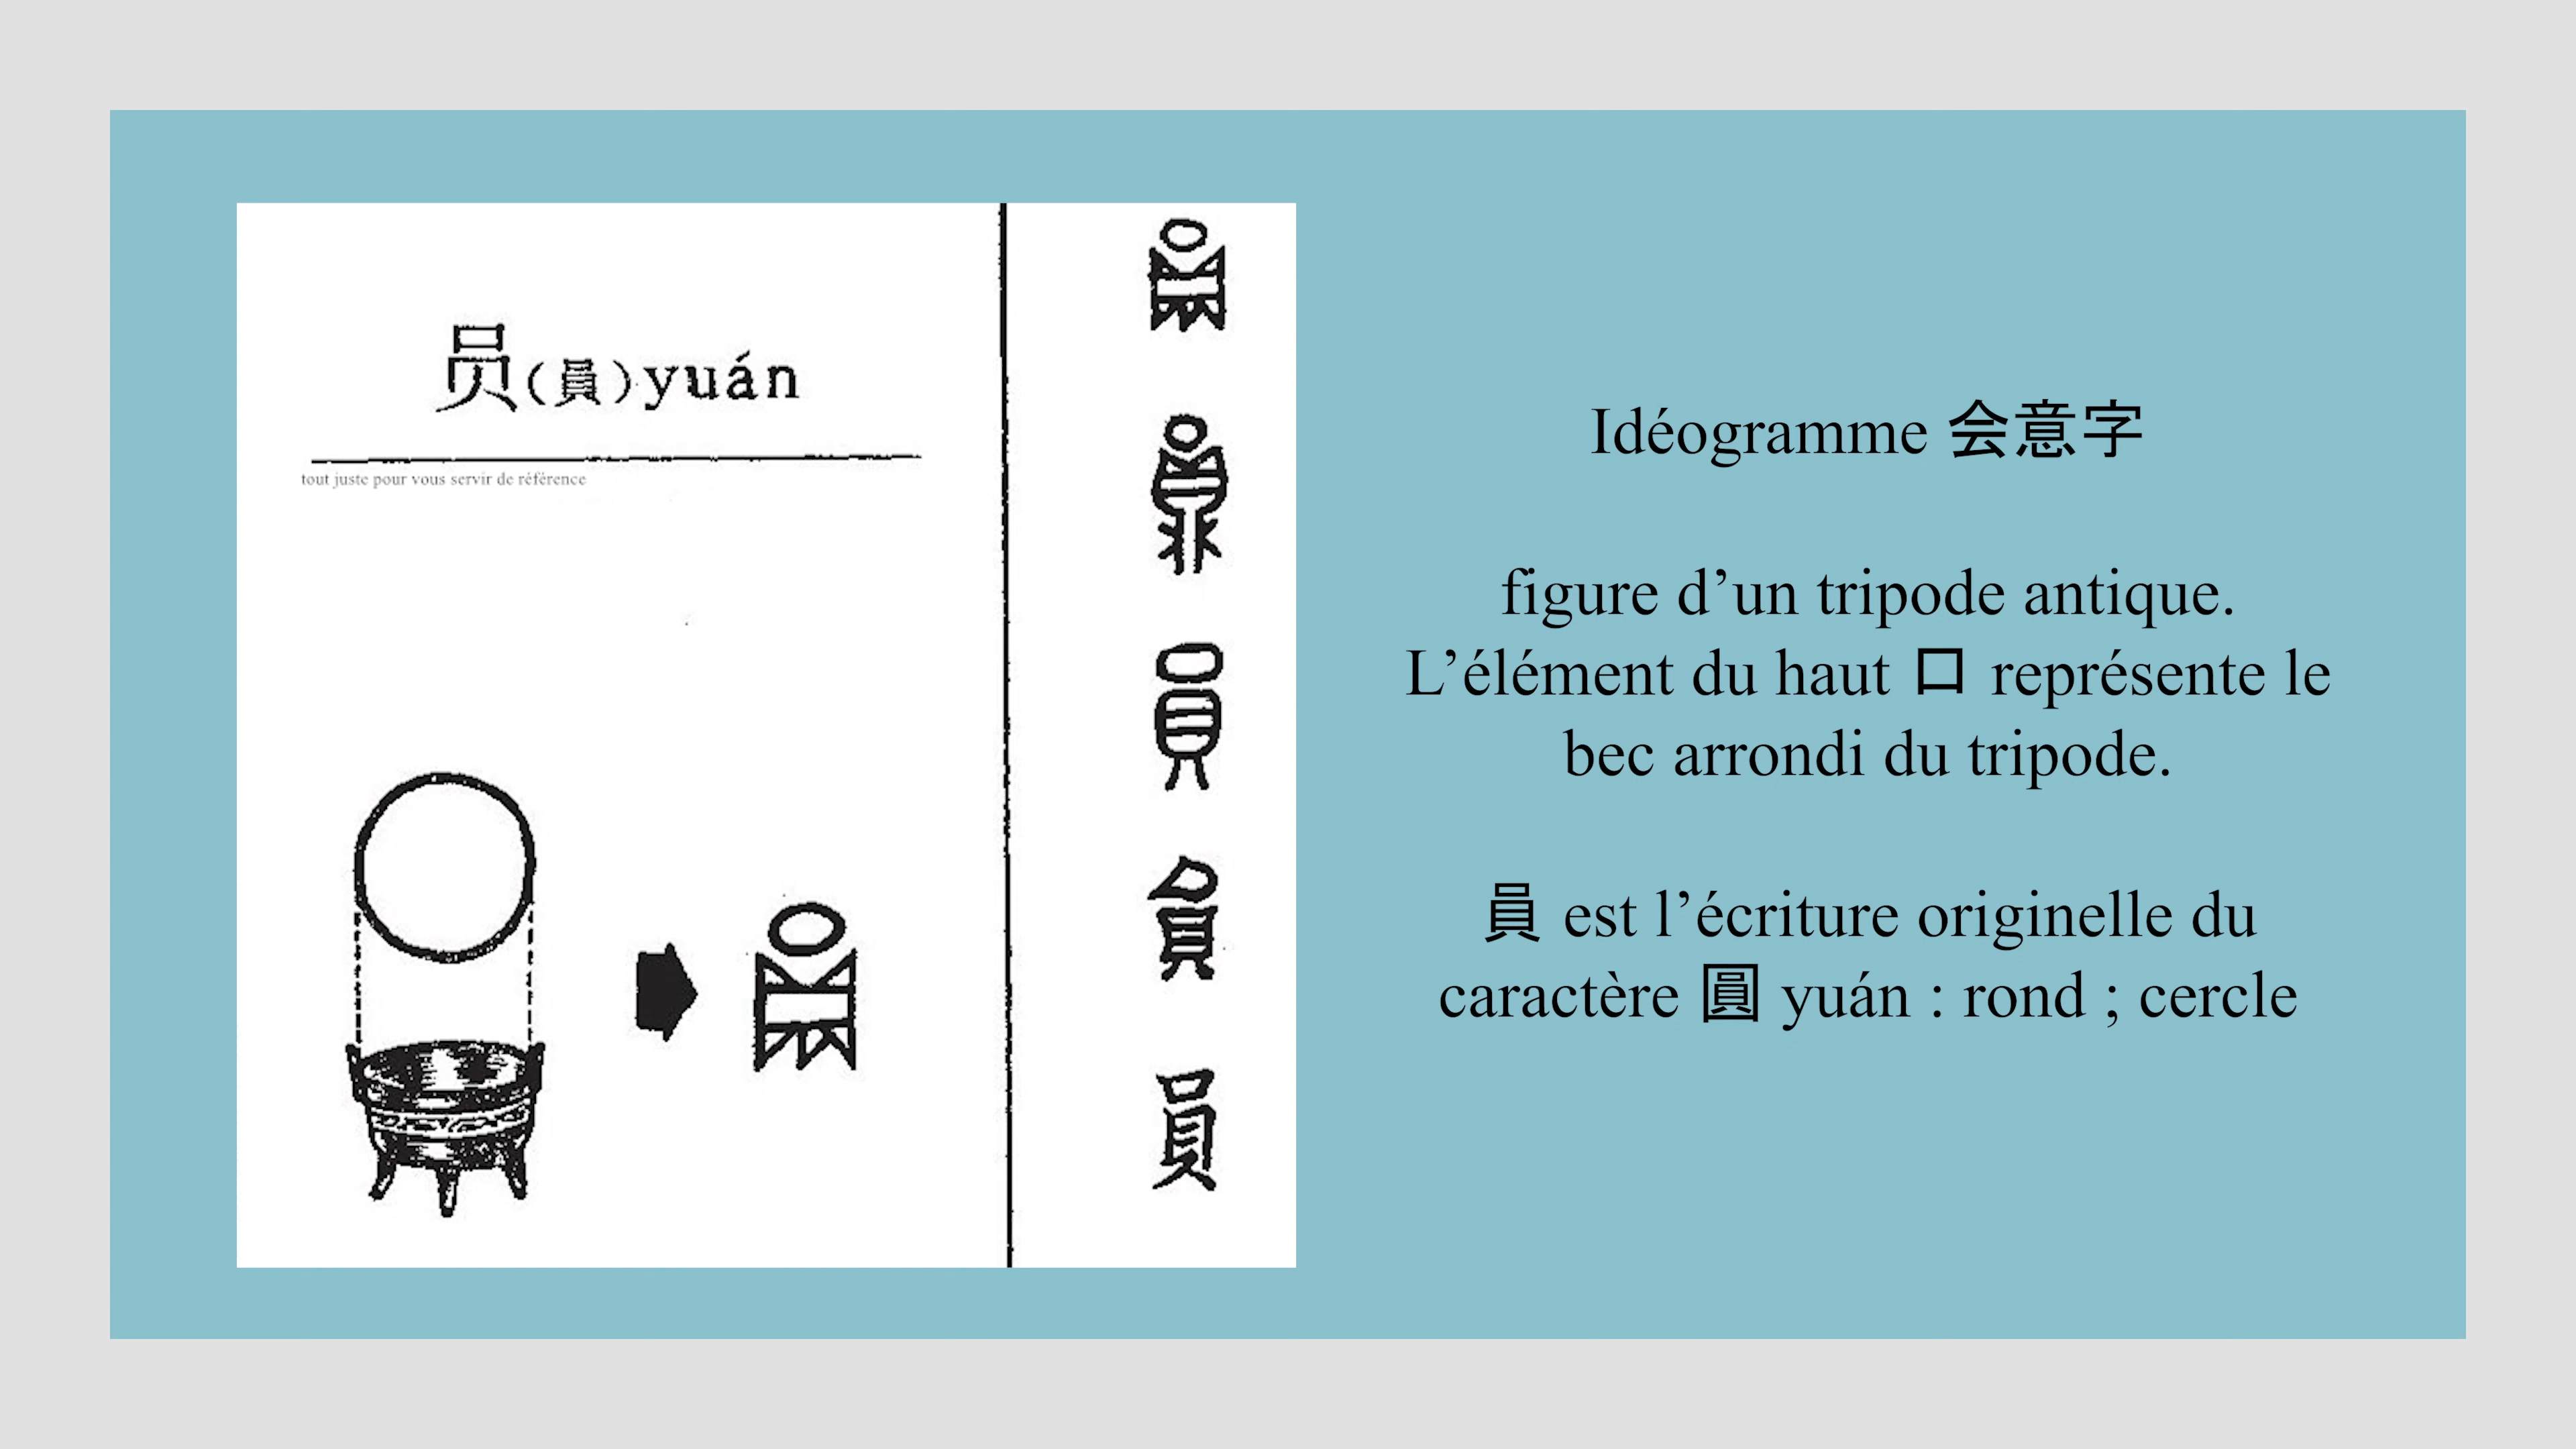 员(員)yuán
tout juste pour vous servir de référence
Idéogramme 会意字
figure d’un tripode antique.
L’élément du haut 口 représente le
bec arrondi du tripode.
員 est l’écriture originelle du
caractère 圓 yuán : rond ; cercle